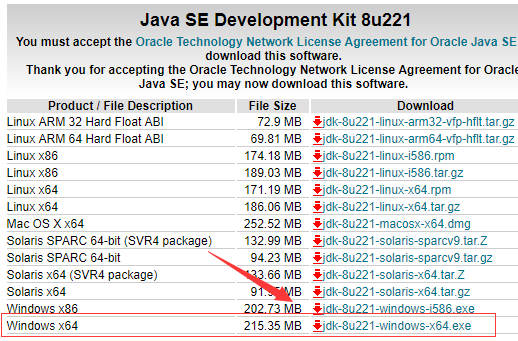 Java SE Development Kit 8u221
You must accept the Oracle Technology Network License Agreement for Oracle Java SE
download this software.
Thank you for accepting the Oracle Technology Network License Agreement for Oracle
Java SE; you may now download this software.
Product / File Description File Size Download
Linux ARM 32 Hard Float ABI 72.9 MB jdk-8u221-linux-arm32-vfp-hflt.tar.gz
Linux ARM 64 Hard Float ABI 69.81 MB jdk-8u221-linux-arm64-vfp-hflt.tar.gz
Linux x86 174.18 MB jdk-8u221-linux-i586.rpm
Linux x86 189.03 MB jdk-8u221-linux-i586.tar.gz
Linux x64 171.19 MB jdk-8u221-linux-x64.rpm
Linux x64 186.06 MB jdk-8u221-linux-x64.tar.gz
Mac OS X x64 252.52 MB jdk-8u221-macosx-x64.dmg
Solaris SPARC 64-bit (SVR4 package) 132.99 MB jdk-8u221-solaris-sparcv9.tar.Z
Solaris SPARC 64-bit 94.23 MB jdk-8u221-solaris-sparcv9.tar.gz
Solaris x64 (SVR4 package) 133.66 MB jdk-8u221-solaris-x64.tar.Z
Solaris x64 MB jdk-8u221-solaris-x64.tar.gz
Windows x86 202.73 MB jdk-8u221-windows-i586.exe
Windows x64 215.35 MB jdk-8u221-windows-x64.exe